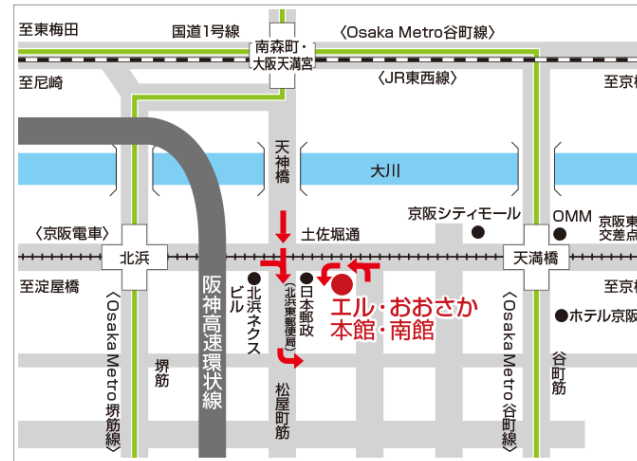 至東梅田
国道1号線
〈Osaka Metro谷町線〉
南森町・
大阪天満宮
至尼崎
〈JR東西線〉
至京橋
天神橋
大川
京阪シティモール
OMM
京阪東口
交差点
〈京阪電車〉
土佐堀通
北浜
天満橋
至淀屋橋
至京橋
阪神高速環状線
北浜ネクス
ビル
日本郵政
(北浜東郵便局)
エル・おおさか
本館・南館
ホテル京阪
〈Osaka Metro堺筋線〉
堺筋
松屋町筋
〈Osaka Metro谷町線〉
谷町筋